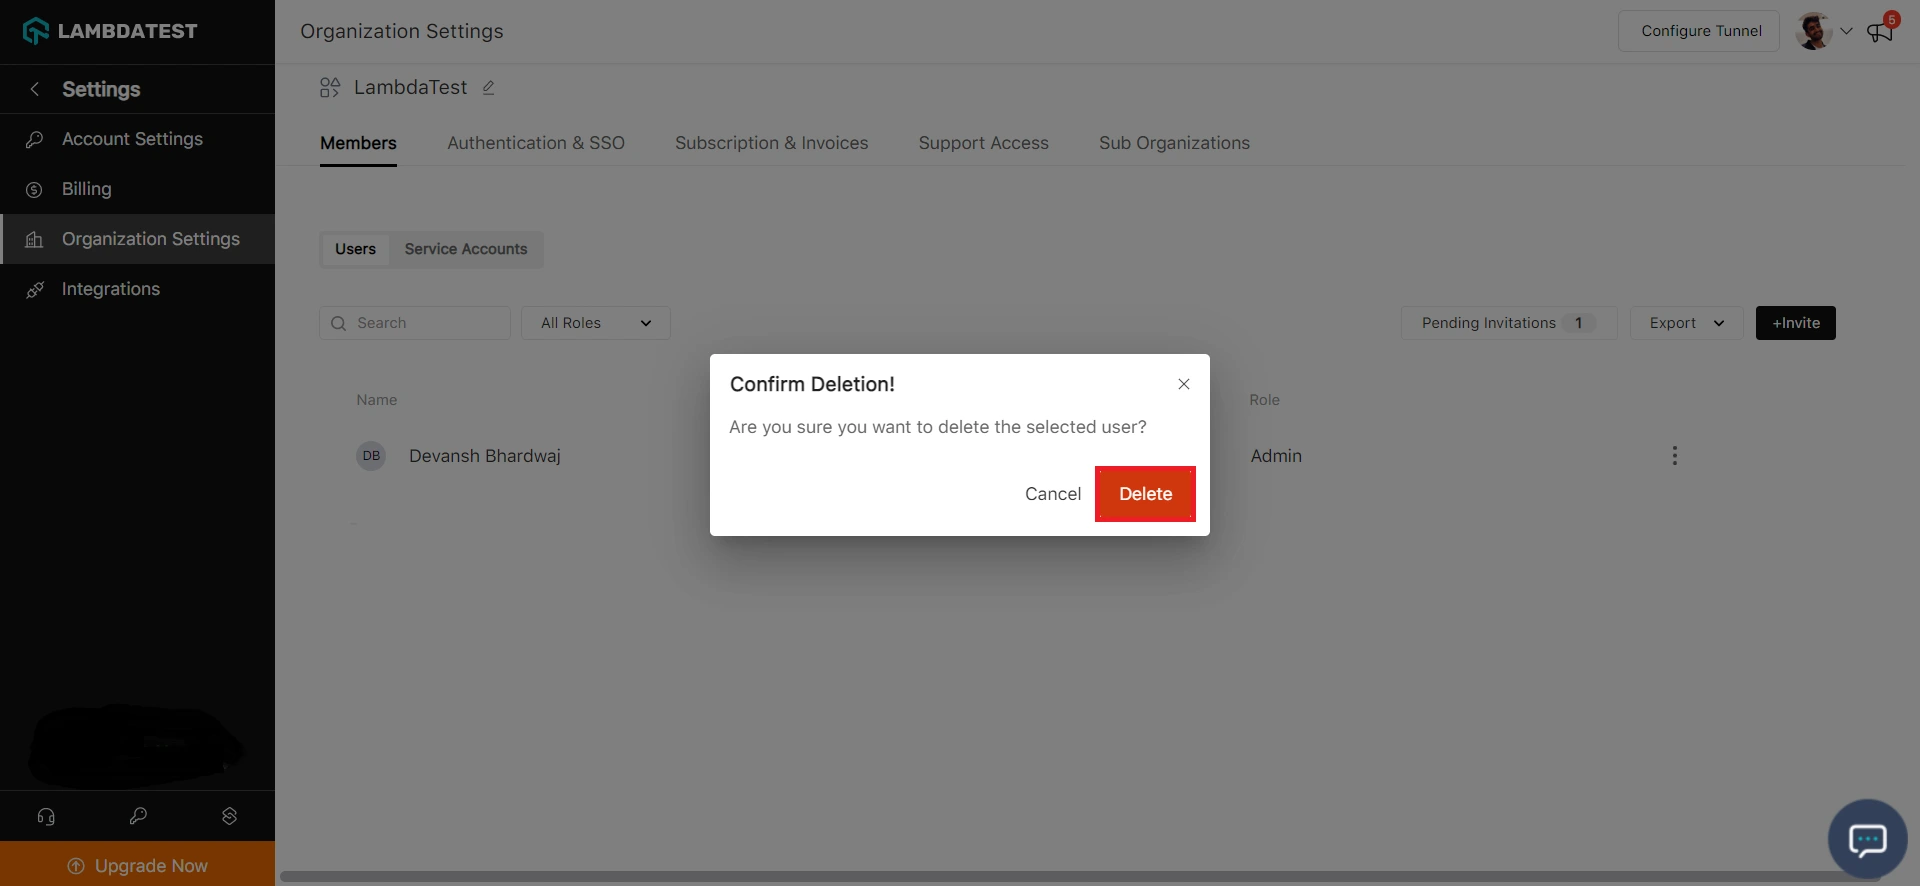 LAMBDATEST
Organization Settings
Configure Tunnel
5
Settings
LambdaTest
Account Settings
Members
Authentication & SSO
Subscription & Invoices
Support Access
Sub Organizations
Billing
Organization Settings
Users
Service Accounts
Integrations
Search
All Roles
Pending Invitations 1
Export
+Invite
Confirm Deletion!
Name
Role
Are you sure you want to delete the selected user?
DB
Devansh Bhardwaj
Admin
Cancel
Delete
Upgrade Now